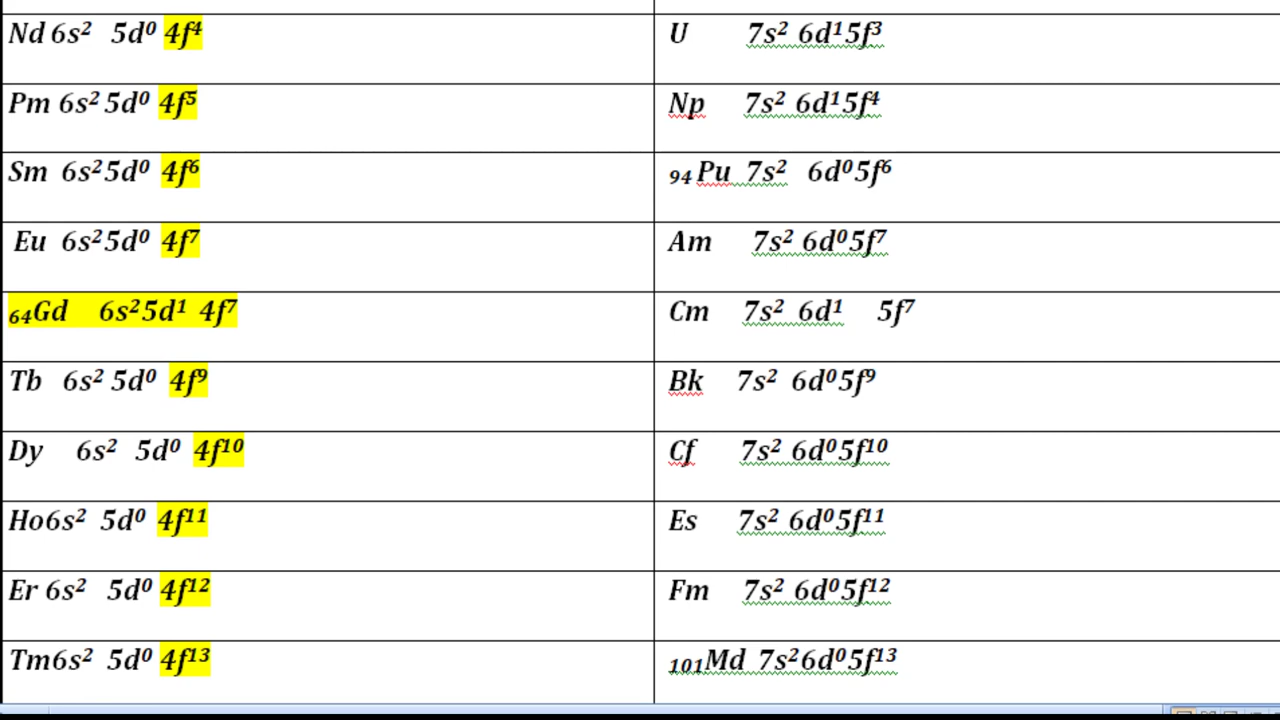 Nd 6s² 5d⁰ 4f⁴
U 7s² 6d¹5f³
Pm 6s² 5d⁰ 4f⁵
Np 7s² 6d¹5f⁴
Sm 6s²5d⁰ 4f⁶
₉₄Pu 7s² 6d⁰5f⁶
Eu 6s²5d⁰ 4f⁷
Am 7s² 6d⁰5f⁷
₆₄Gd 6s²5d¹ 4f⁷
Cm 7s² 6d¹ 5f⁷
Tb 6s² 5d⁰ 4f⁹
Bk 7s² 6d⁰5f⁹
Dy 6s² 5d⁰ 4f¹⁰
Cf 7s² 6d⁰5f¹⁰
Ho6s² 5d⁰ 4f¹¹
Es 7s² 6d⁰5f¹¹
Er 6s² 5d⁰ 4f¹²
Fm 7s² 6d⁰5f¹²
Tm6s² 5d⁰ 4f¹³
₁₀₁Md 7s²6d⁰5f¹³